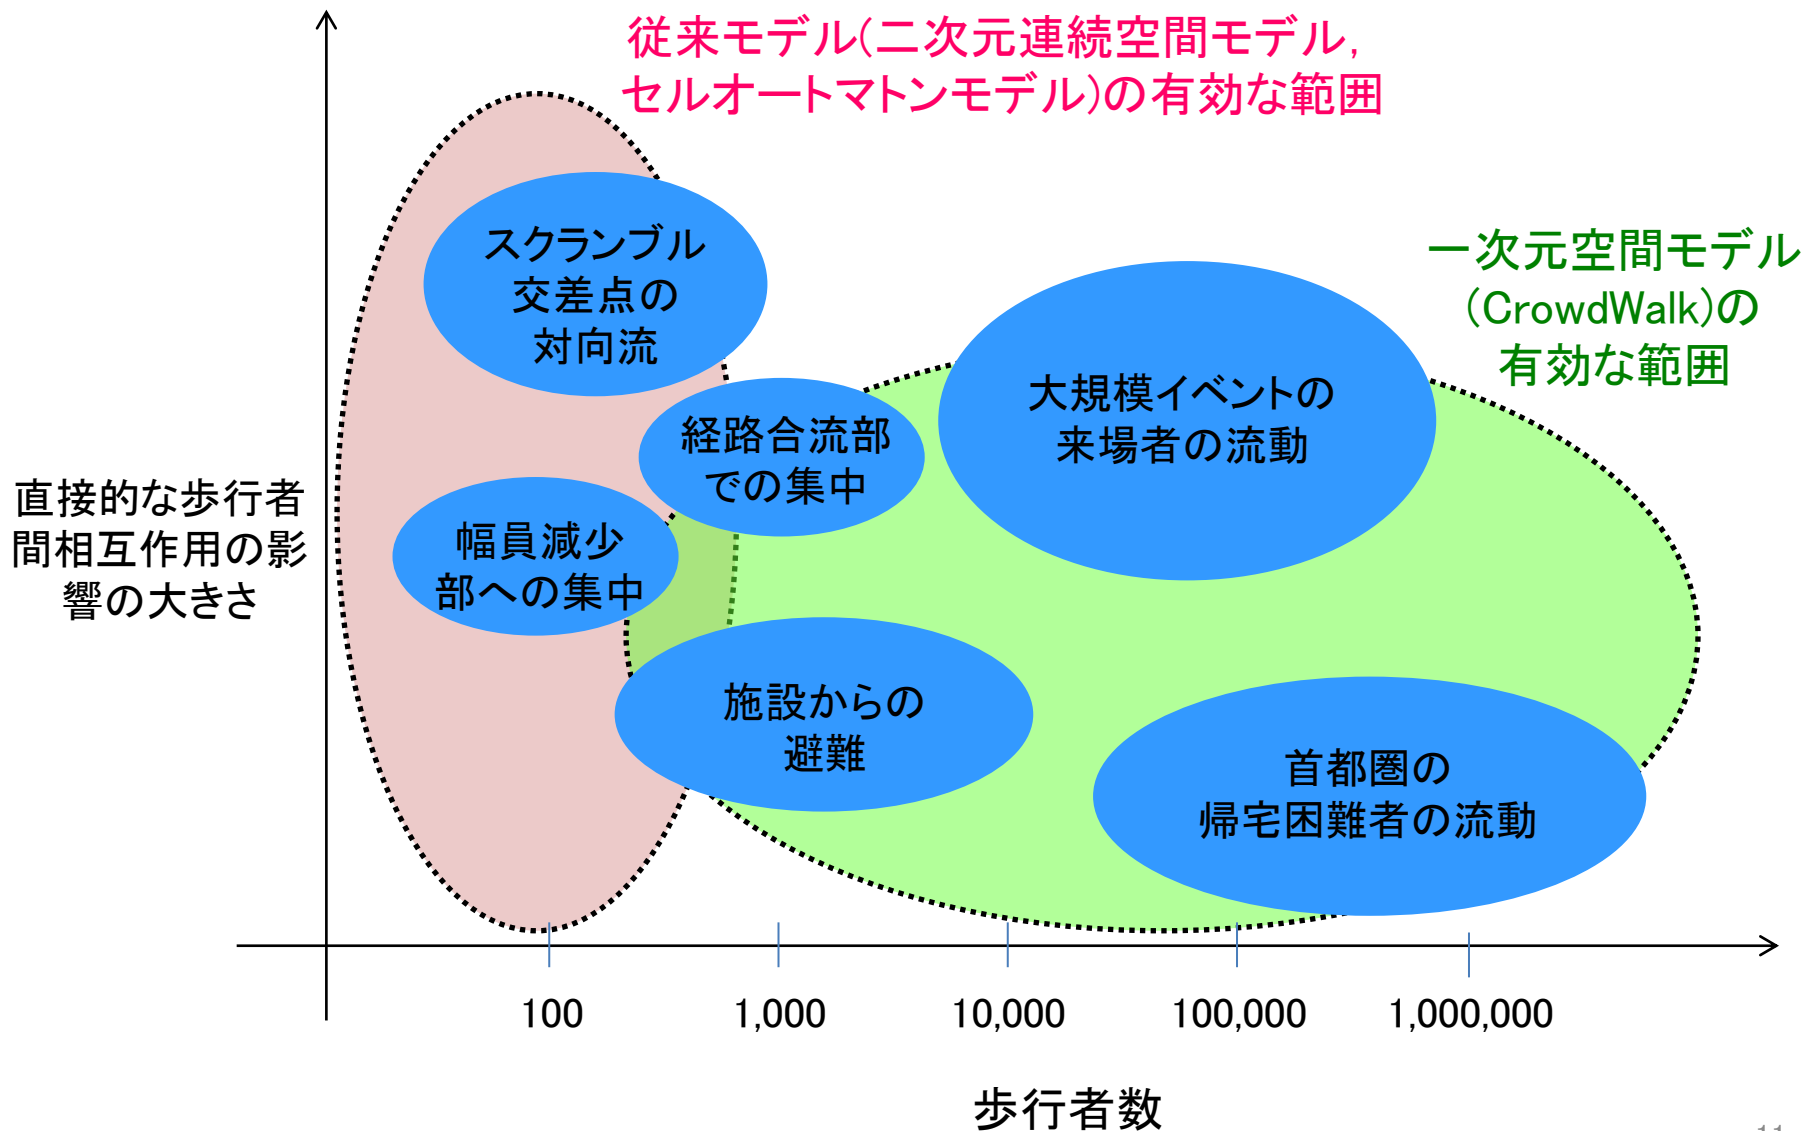 従来モデル(二次元連続空間モデル,
セルオートマトンモデル)の有効な範囲
一次元空間モデル
(CrowdWalk)の
有効な範囲
スクランブル
交差点の
対向流
大規模イベントの
来場者の流動
経路合流部
での集中
直接的な歩行者
間相互作用の影
響の大きさ
幅員減少
部への集中
施設からの
避難
首都圏の
帰宅困難者の流動
100
1,000
10,000
100,000
1,000,000
歩行者数